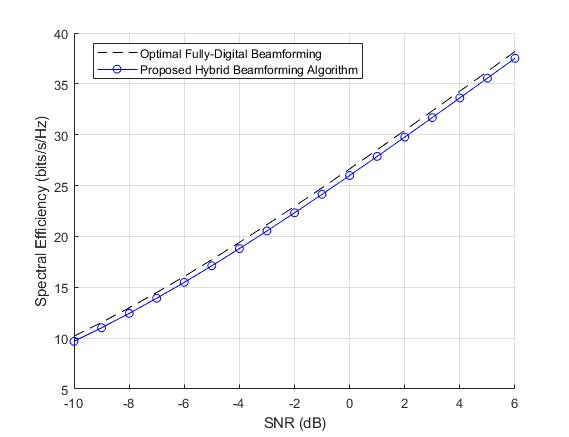 40
35
30
25
20
15
10
5
Spectral Efficiency (bits/s/Hz)
Optimal Fully-Digital Beamforming
Proposed Hybrid Beamforming Algorithm
-10 -8 -6 -4 -2 0 2 4 6
SNR (dB)